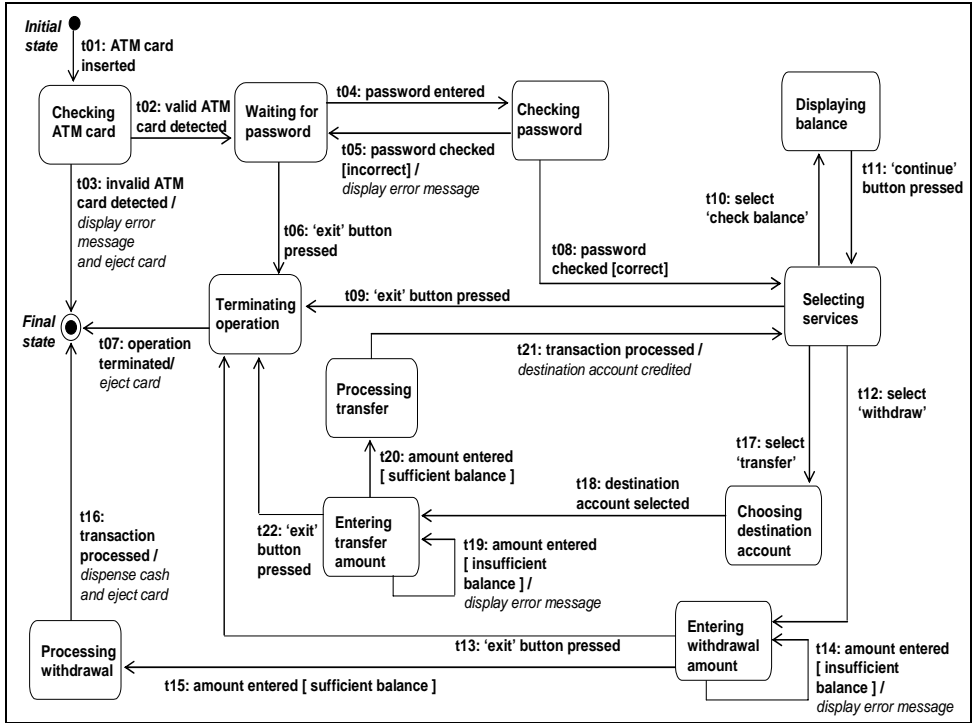 Initial
state
t01: ATM card
inserted
Checking
ATM card
t02: valid ATM
card detected
Waiting for
password
t04: password entered
Checking
password
t05: password checked
[incorrect] /
display error message
Displaying
balance
t11: ‘continue’
button pressed
t10: select
‘check balance’
t03: invalid ATM
card detected /
display error
message
and eject card
t06: ‘exit’ button
pressed
t08: password
checked [correct]
Final
state
Terminating
operation
t09: ‘exit’ button pressed
Selecting
services
t07: operation
terminated/
eject card
t21: transaction processed /
destination account credited
Processing
transfer
t12: select
‘withdraw’
t17: select
‘transfer’
t20: amount entered
[ sufficient balance ]
t18: destination
account selected
Choosing
destination
account
t16:
transaction
processed /
dispense cash
and eject card
t22: ‘exit’
button
pressed
Entering
transfer
amount
t19: amount entered
[ insufficient
balance ] /
display error message
Processing
withdrawal
t13: ‘exit’ button pressed
Entering
withdrawal
amount
t14: amount entered
[ insufficient
balance ] /
display error message
t15: amount entered [ sufficient balance ]